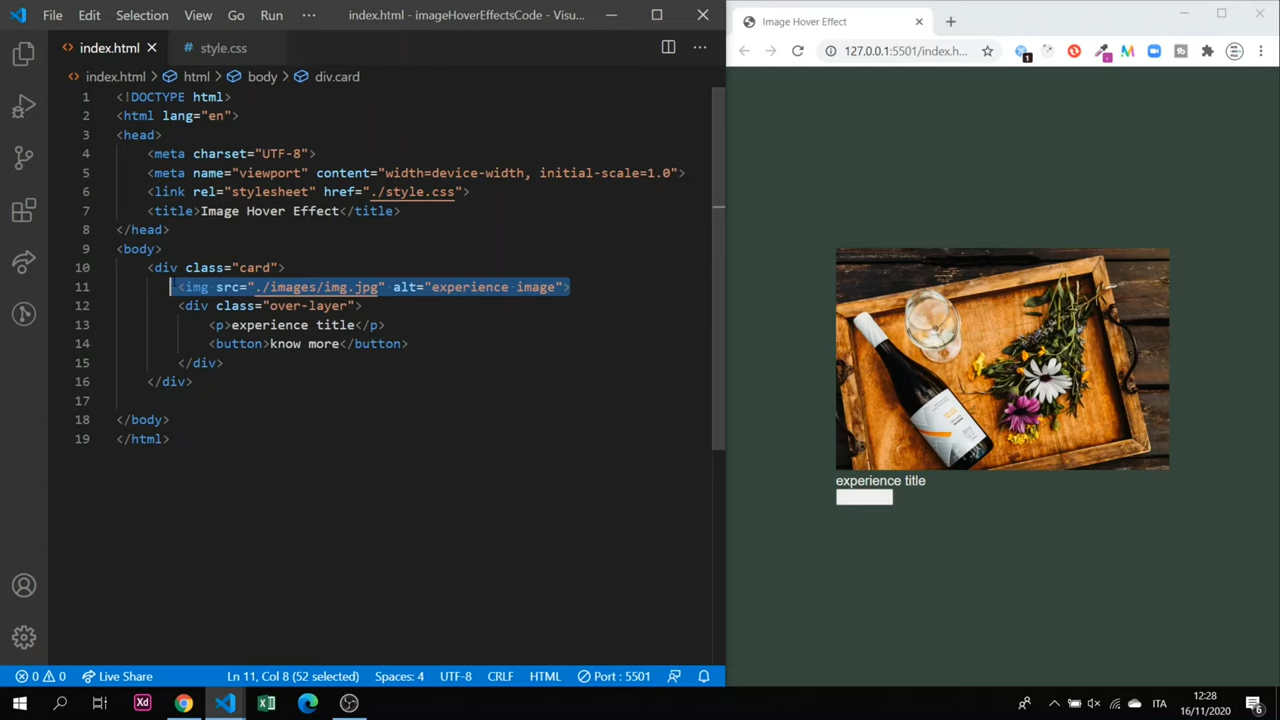 File Edit Selection View Go Run ··· index.html - imageHoverEffectsCode - Visu...
index.html style.css
index.html > html > body > div.card
1 <!DOCTYPE html>
2 <html lang="en">
3 <head>
4 <meta charset="UTF-8">
5 <meta name="viewport" content="width=device-width, initial-scale=1.0">
6 <link rel="stylesheet" href="./style.css">
7 <title>Image Hover Effect</title>
8 </head>
9 <body>
10 <div class="card">
11 <img src="./images/img.jpg" alt="experience image">
12 <div class="over-layer">
13 <p>experience title</p>
14 <button>know more</button>
15 </div>
16 </div>
17
18 </body>
19 </html>
0 0 Live Share Ln 11, Col 8 (52 selected) Spaces: 4 UTF-8 CRLF HTML Port : 5501
Image Hover Effect
127.0.0.1:5501/index.h...
1
M
experience title
Xd
ITA
12:28
16/11/2020
6